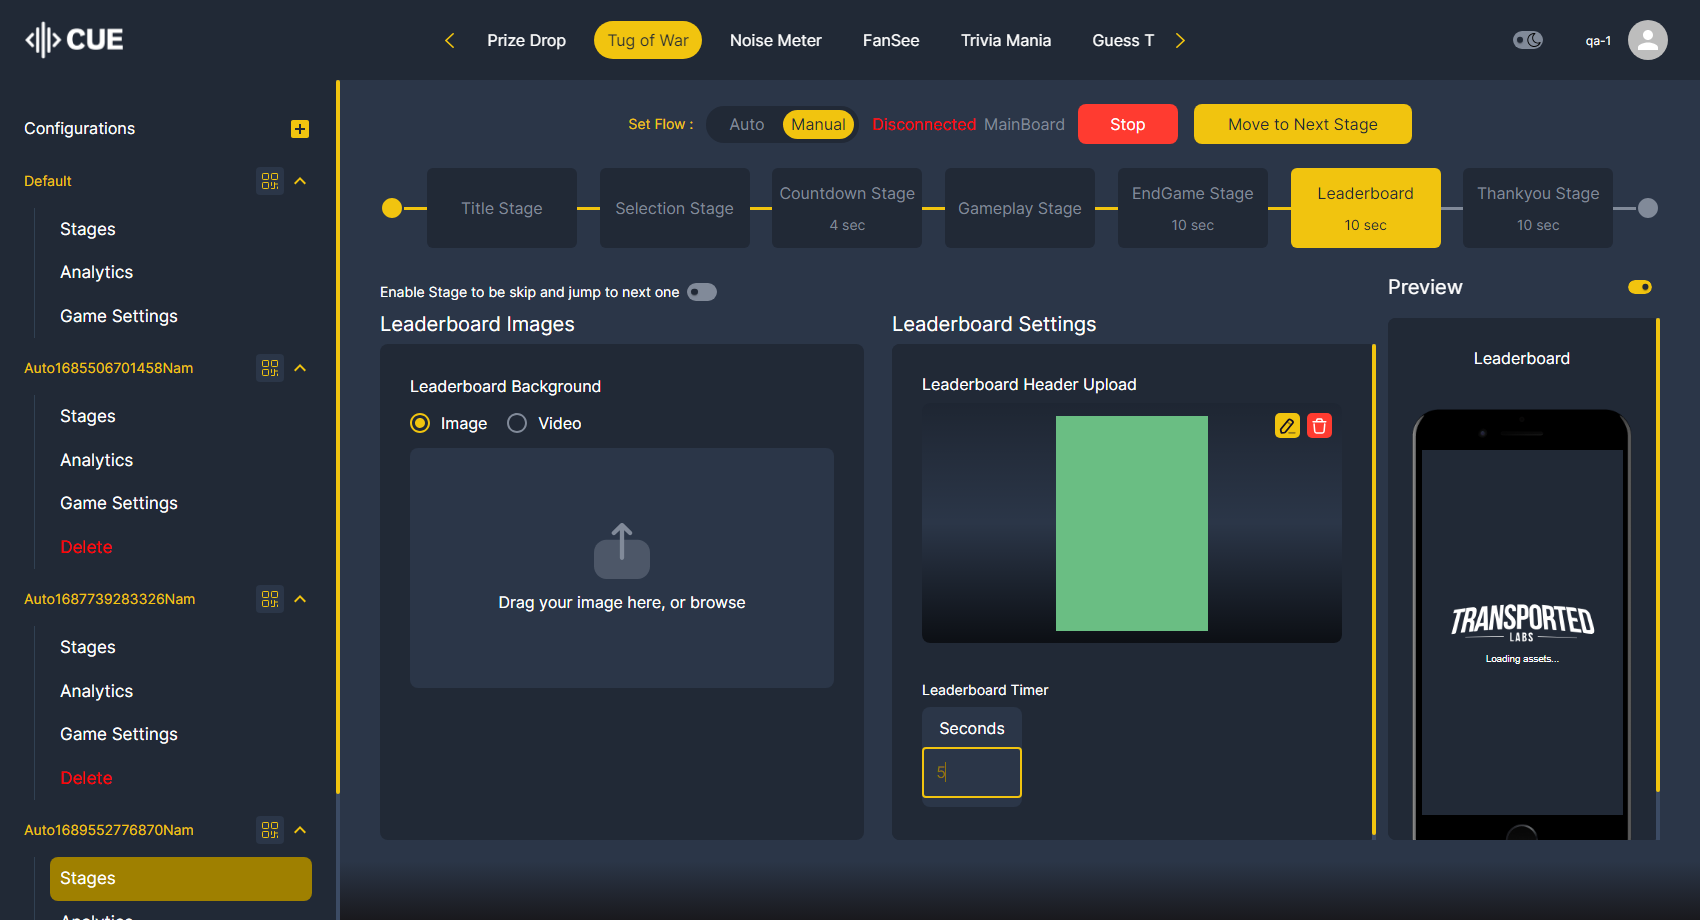 CUE
Prize Drop
Tug of War
Noise Meter
FanSee
Trivia Mania
Guess T
qa-1
Configurations
Default
Stages
Analytics
Game Settings
Auto1685506701458Nam
Stages
Analytics
Game Settings
Delete
Auto1687739283326Nam
Stages
Analytics
Game Settings
Delete
Auto1689552776870Nam
Stages
Analytics
Set Flow :
Auto
Manual
Disconnected MainBoard
Stop
Move to Next Stage
Title Stage
Selection Stage
Countdown Stage
4 sec
Gameplay Stage
EndGame Stage
10 sec
Leaderboard
10 sec
Thankyou Stage
10 sec
Enable Stage to be skip and jump to next one
Leaderboard Images
Leaderboard Background
Image
Video
Drag your image here, or browse
Leaderboard Settings
Leaderboard Header Upload
Leaderboard Timer
Seconds
5
Preview
Leaderboard
TRANSPORTED
LABS
Loading assets...